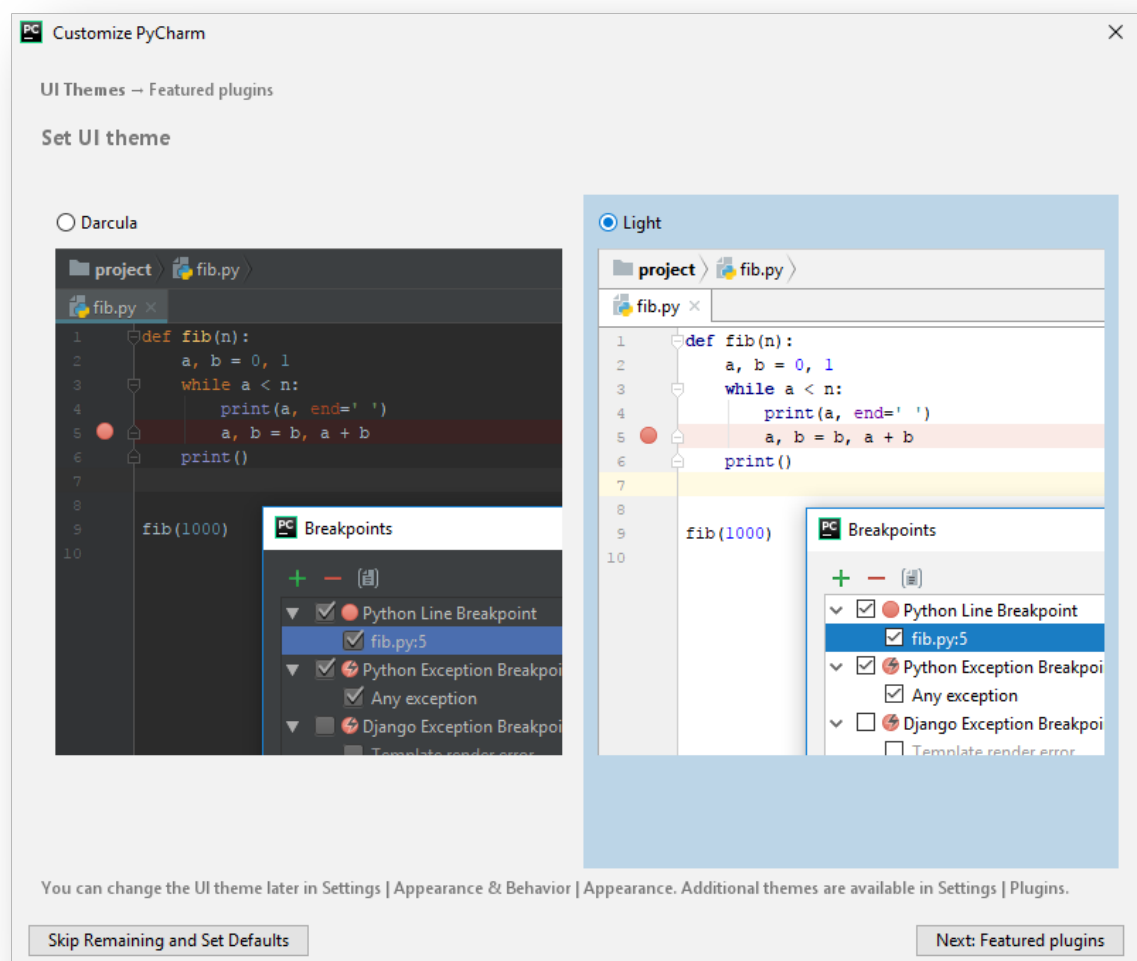 PC Customize PyCharm
UI Themes → Featured plugins
Set UI theme
Darcula
project fib.py
fib.py
1 def fib(n):
2 a, b = 0, 1
3 while a < n:
4 print(a, end=' ')
5 a, b = b, a + b
6 print()
7
8
9 fib(1000)
10
PC Breakpoints
Python Line Breakpoint
fib.py:5
Python Exception Breakpoi
Any exception
Django Exception Breakpoi
Template render error
Light
project fib.py
fib.py
1 def fib(n):
2 a, b = 0, 1
3 while a < n:
4 print(a, end=' ')
5 a, b = b, a + b
6 print()
7
8
9 fib(1000)
10
PC Breakpoints
Python Line Breakpoint
fib.py:5
Python Exception Breakpoi
Any exception
Django Exception Breakpoi
Template render error
You can change the UI theme later in Settings | Appearance & Behavior | Appearance. Additional themes are available in Settings | Plugins.
Skip Remaining and Set Defaults
Next: Featured plugins